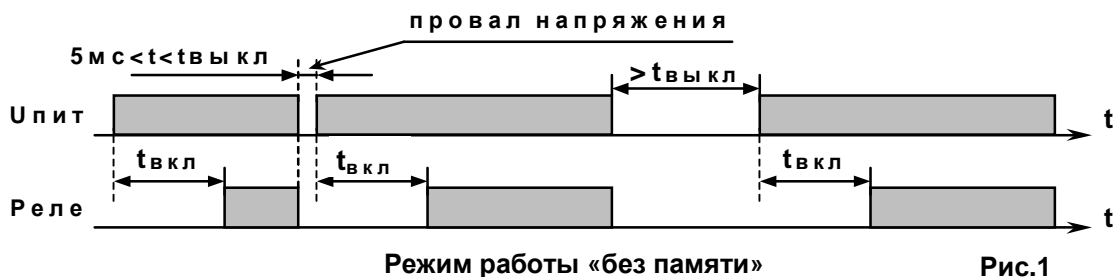 провал напряжения
5мс<t<tвыкл
>tвыкл
Uпит
t
tвкл
tвкл
tвкл
Реле
t
Режим работы «без памяти»
Рис.1